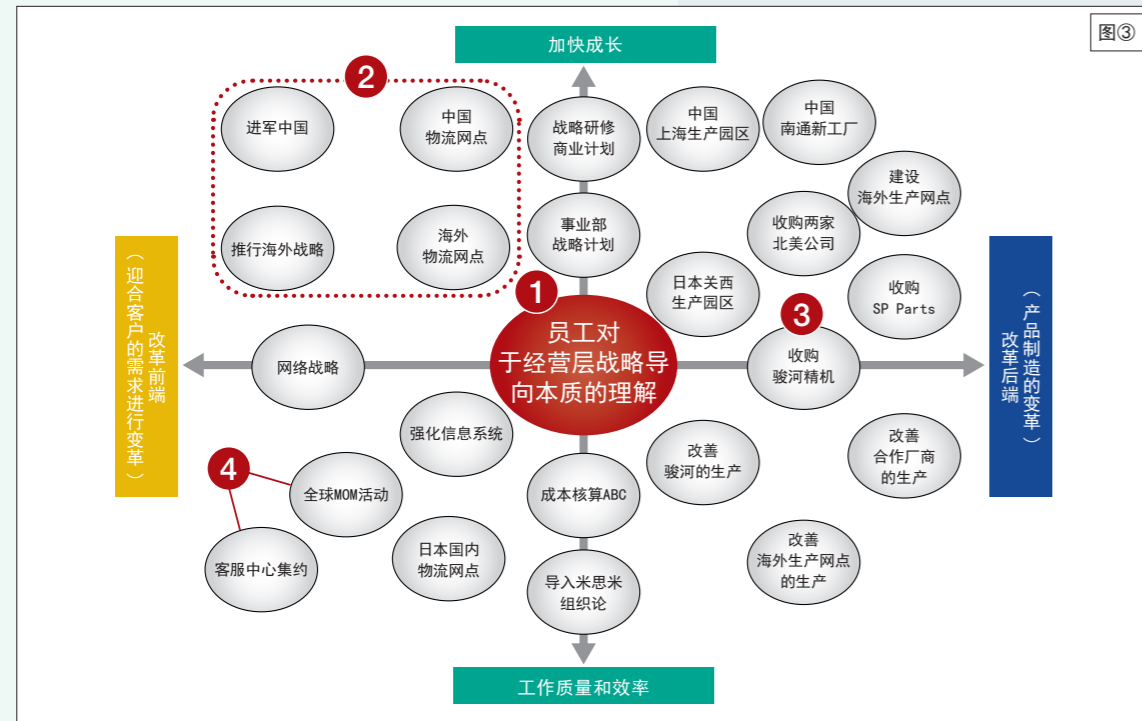 图③
加快成长
2
进军中国
中国
物流网点
推行海外战略
海外
物流网点
战略研修
商业计划
事业部
战略计划
中国
上海生产园区
中国
南通新工厂
建设
海外生产网点
收购两家
北美公司
日本关西
生产园区
收购
SP Parts
（迎合客户的需求进行变革）
改革前端
网络战略
1
员工对
于经营层战略导
向本质的理解
3
收购
骏河精机
（产品制造的变革）
改革后端
强化信息系统
4
全球MOM活动
客服中心集约
日本国内
物流网点
成本核算ABC
导入米思米
组织论
改善
骏河的生产
改善
合作厂商
的生产
改善
海外生产网点
的生产
工作质量和效率